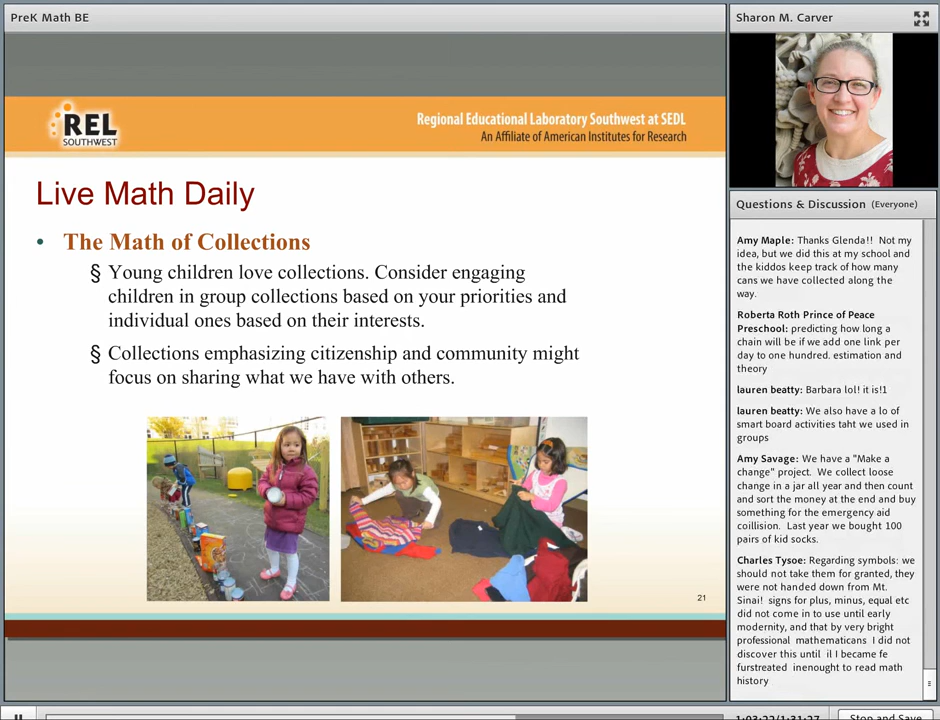 PreK Math BE
REL
SOUTHWEST
Regional Educational Laboratory Southwest at SEDL
An Affiliate of American Institutes for Research
Live Math Daily
• The Math of Collections
§ Young children love collections. Consider engaging
children in group collections based on your priorities and
individual ones based on their interests.
§ Collections emphasizing citizenship and community might
focus on sharing what we have with others.
21
Sharon M. Carver
Questions & Discussion (Everyone)
Amy Maple: Thanks Glenda!! Not my
idea, but we did this at my school and
the kiddos keep track of how many
cans we have collected along the
way.
Roberta Roth Prince of Peace
Preschool: predicting how long a
chain will be if we add one link per
day to one hundred. estimation and
theory
lauren beatty: Barbara lol! it is!1
lauren beatty: We also have a lo of
smart board activities taht we used in
groups
Amy Savage: We have a "Make a
change" project. We collect loose
change in a jar all year and then count
and sort the money at the end and buy
something for the emergency aid
coillision. Last year we bought 100
pairs of kid socks.
Charles Tysoe: Regarding symbols: we
should not take them for granted, they
were not handed down from Mt.
Sinai! signs for plus, minus, equal etc
did not come in to use until early
modernity, and that by very bright
professional mathematicans I did not
discover this until il I became fe
furstreated inenought to read math
history
1:03:22/1:31:27
Stop and Save